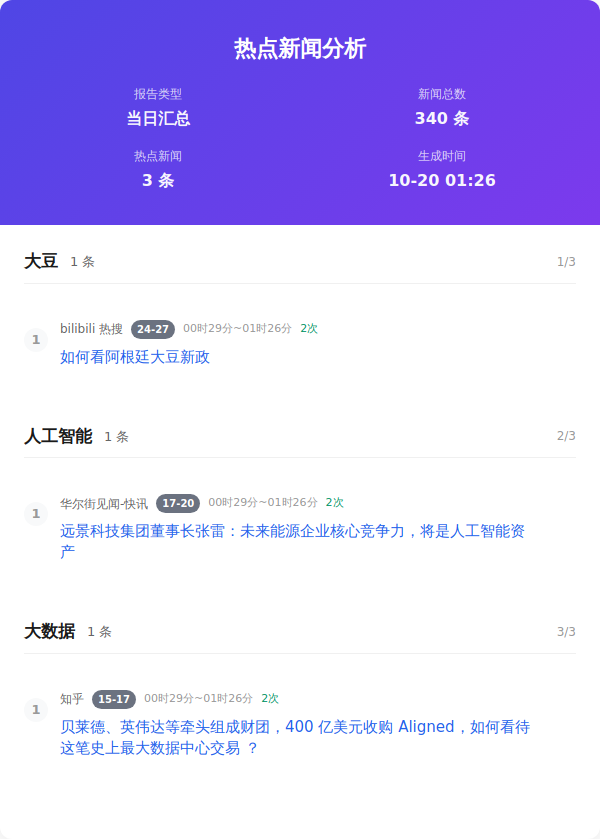 热点新闻分析
报告类型
新闻总数
当日汇总
340 条
热点新闻
生成时间
3 条
10-20 01:26
大豆 1 条 1/3
1
bilibili 热搜 24-27 00时29分~01时26分 2次
如何看阿根廷大豆新政
人工智能 1 条 2/3
1
华尔街见闻-快讯 17-20 00时29分~01时26分 2次
远景科技集团董事长张雷：未来能源企业核心竞争力，将是人工智能资
产
大数据 1 条 3/3
1
知乎 15-17 00时29分~01时26分 2次
贝莱德、英伟达等牵头组成财团，400 亿美元收购 Aligned，如何看待
这笔史上最大数据中心交易 ？